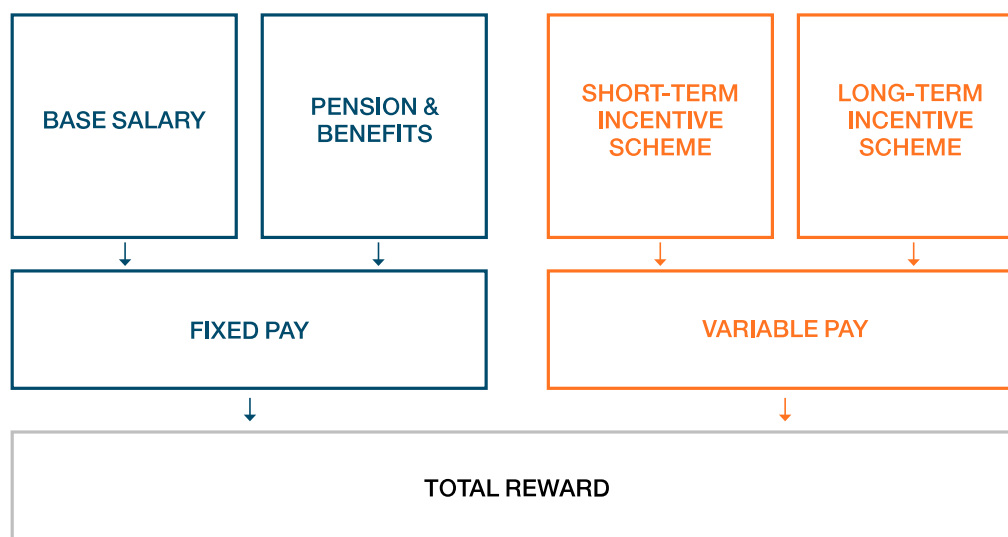 BASE SALARY
PENSION &
BENEFITS
SHORT-TERM
INCENTIVE
SCHEME
LONG-TERM
INCENTIVE
SCHEME
FIXED PAY
VARIABLE PAY
TOTAL REWARD